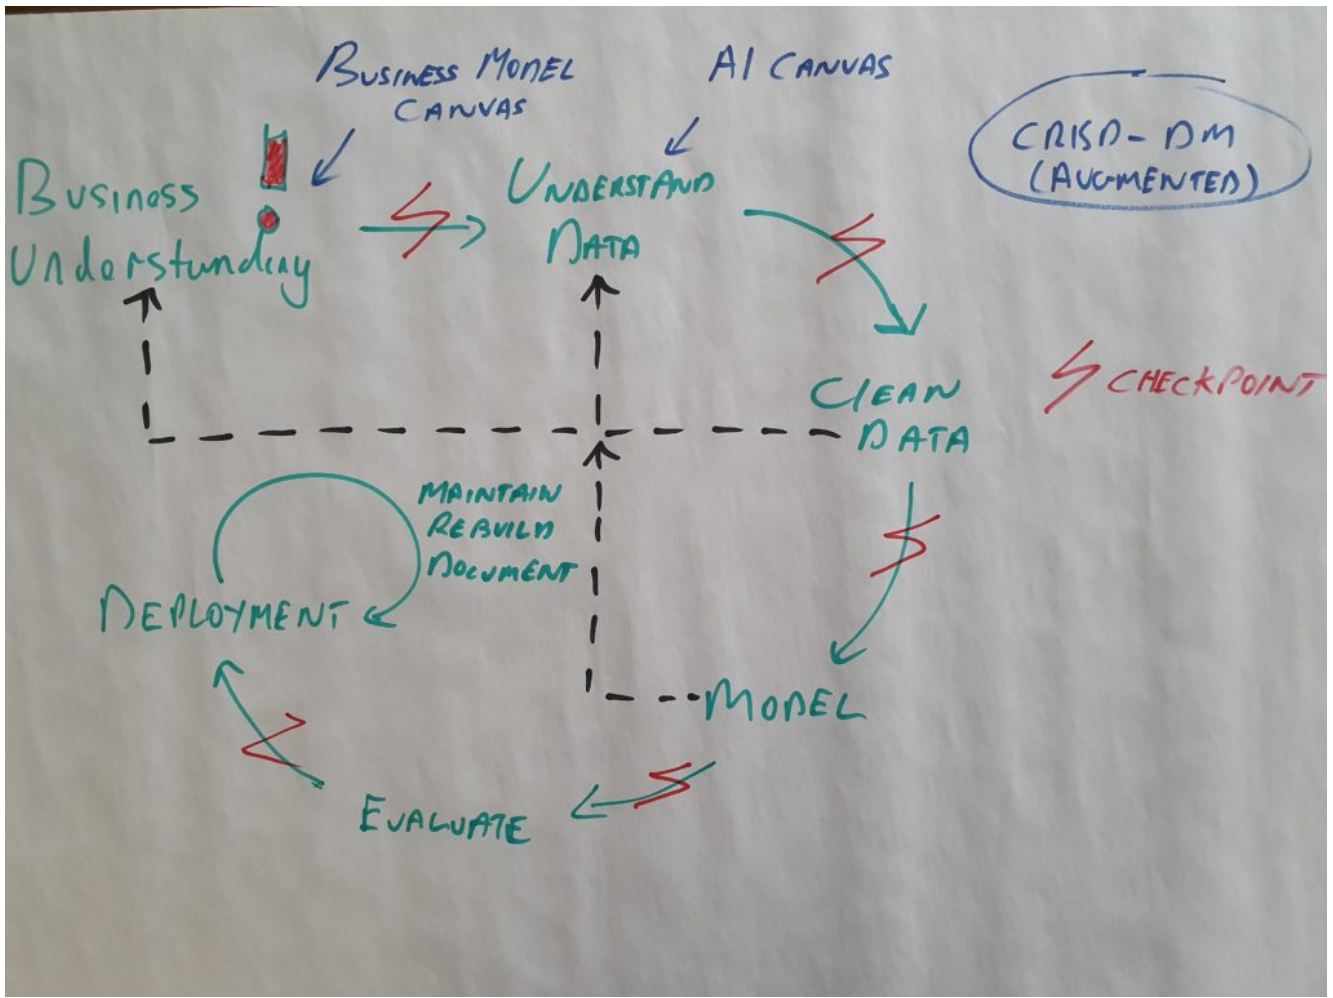 BUSINESS MODEL
CANVAS
AI CANVAS
CRISP-DM
(AUGMENTED)
Business
Understanding
UNDERSTAND
DATA
CLEAN
DATA
CHECKPOINT
MAINTAIN
REBUILD
DOCUMENT
DEPLOYMENT
MODEL
EVALUATE